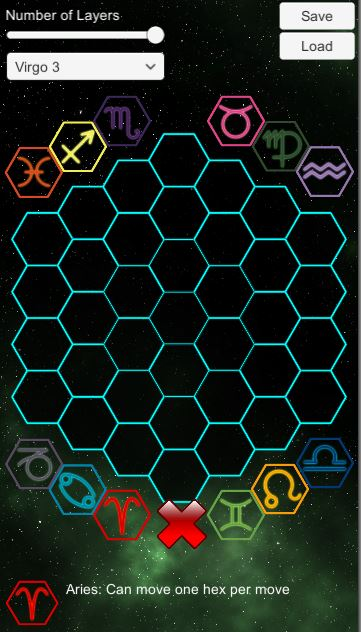 Number of Layers
Save
Load
Virgo 3
Aries: Can move one hex per move